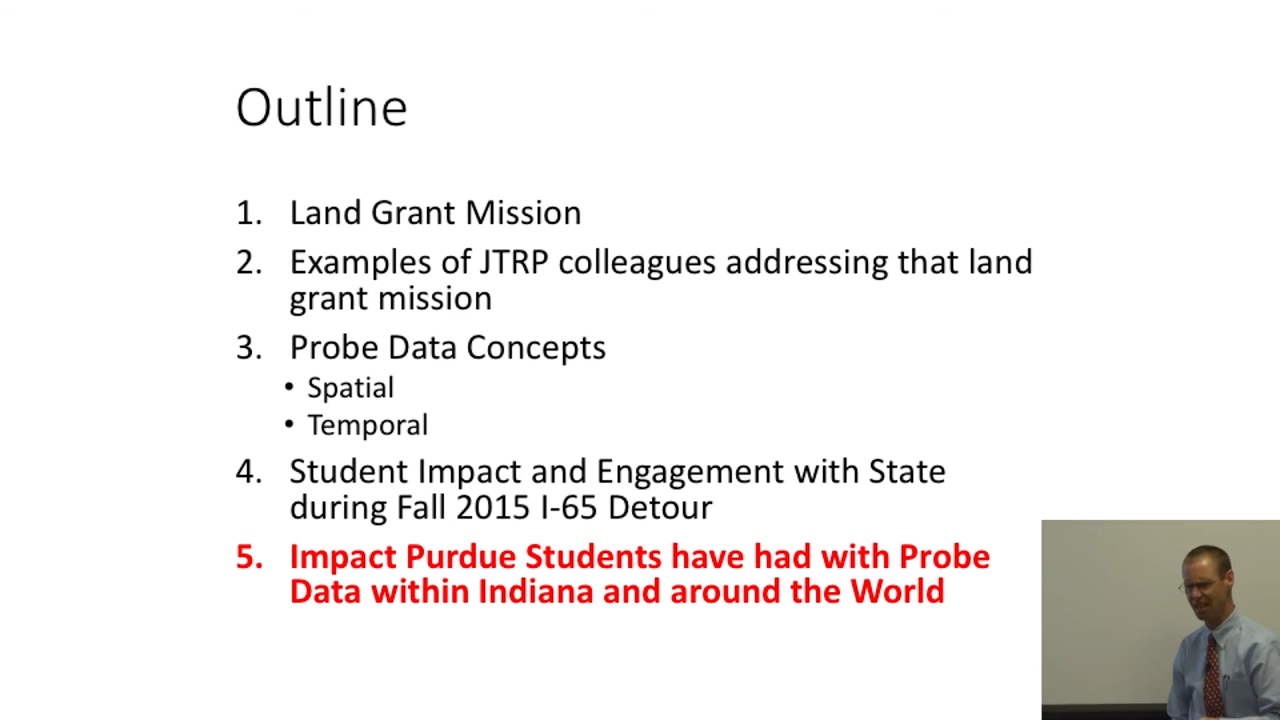 Outline
1. Land Grant Mission
2. Examples of JTRP colleagues addressing that land
grant mission
3. Probe Data Concepts
• Spatial
• Temporal
4. Student Impact and Engagement with State
during Fall 2015 I-65 Detour
5. Impact Purdue Students have had with Probe
Data within Indiana and around the World